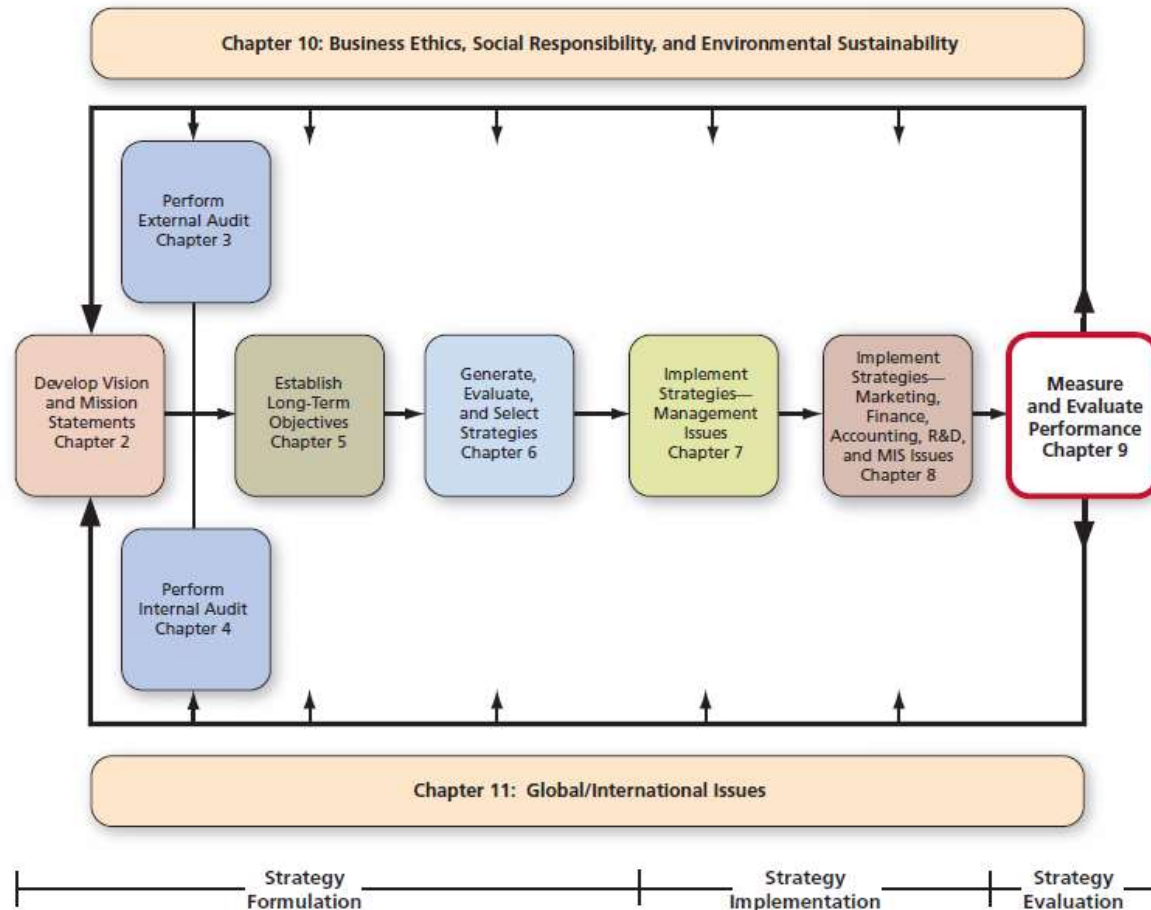 Chapter 10: Business Ethics, Social Responsibility, and Environmental Sustainability
Perform
External Audit
Chapter 3
Develop Vision
and Mission
Statements
Chapter 2
Establish
Long-Term
Objectives
Chapter 5
Generate,
Evaluate,
and Select
Strategies
Chapter 6
Implement
Strategies—
Management
Issues
Chapter 7
Implement
Strategies—
Marketing,
Finance,
Accounting, R&D,
and MIS Issues
Chapter 8
Measure
and Evaluate
Performance
Chapter 9
Perform
Internal Audit
Chapter 4
Chapter 11: Global/International Issues
Strategy
Formulation
Strategy
Implementation
Strategy
Evaluation